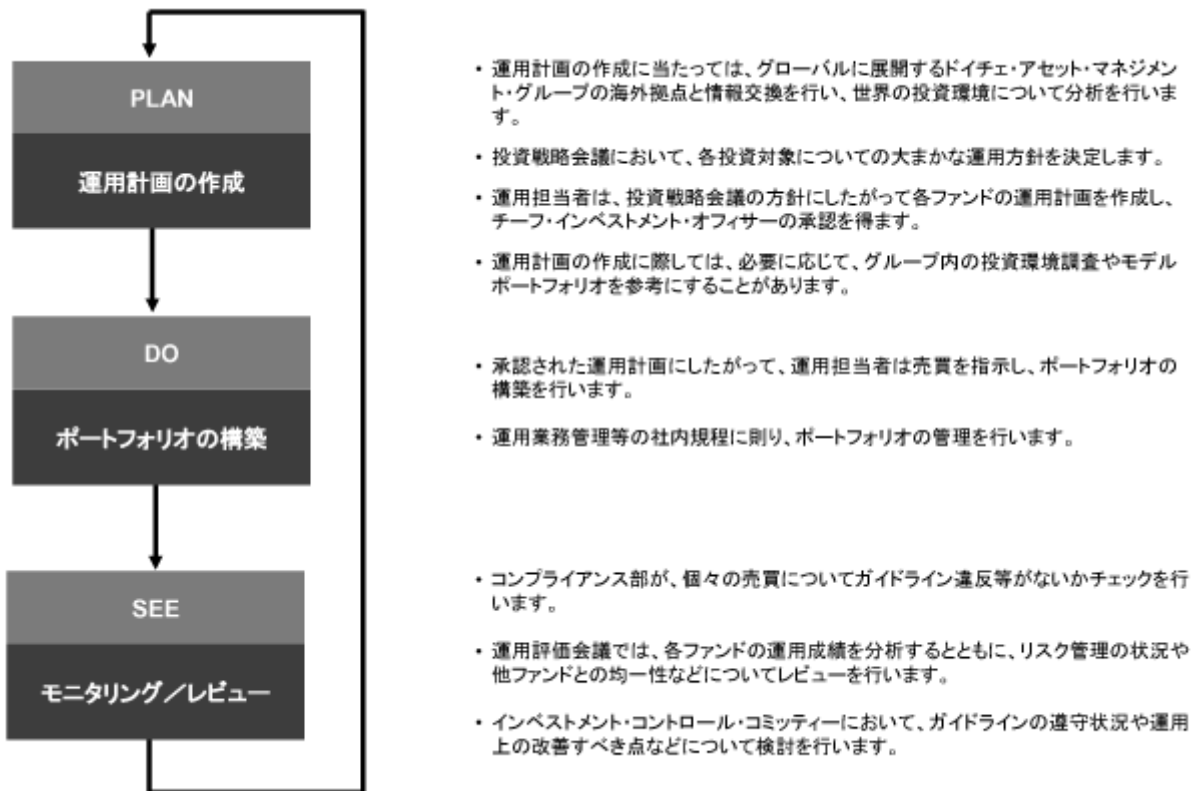 PLAN
運用計画の作成
・運用計画の作成に当たっては、グローバルに展開するドイチェ・アセット・マネジメン
ト・グループの海外拠点と情報交換を行い、世界の投資環境について分析を行いま
す。
・投資戦略会議において、各投資対象についての大まかな運用方針を決定します。
・運用担当者は、投資戦略会議の方針にしたがって各ファンドの運用計画を作成し、
チーフ・インベストメント・オフィサーの承認を得ます。
・運用計画の作成に際しては、必要に応じて、グループ内の投資環境調査やモデル
ポートフォリオを参考にすることがあります。
DO
ポートフォリオの構築
・承認された運用計画にしたがって、運用担当者は売買を指示し、ポートフォリオの
構築を行います。
・運用業務管理等の社内規程に則り、ポートフォリオの管理を行います。
SEE
モニタリング／レビュー
・コンプライアンス部が、個々の売買についてガイドライン違反等がないかチェックを行
います。
・運用評価会議では、各ファンドの運用成績を分析するとともに、リスク管理の状況や
他ファンドとの均一性などについてレビューを行います。
・インベストメント・コントロール・コミッティーにおいて、ガイドラインの遵守状況や運用
上の改善すべき点などについて検討を行います。